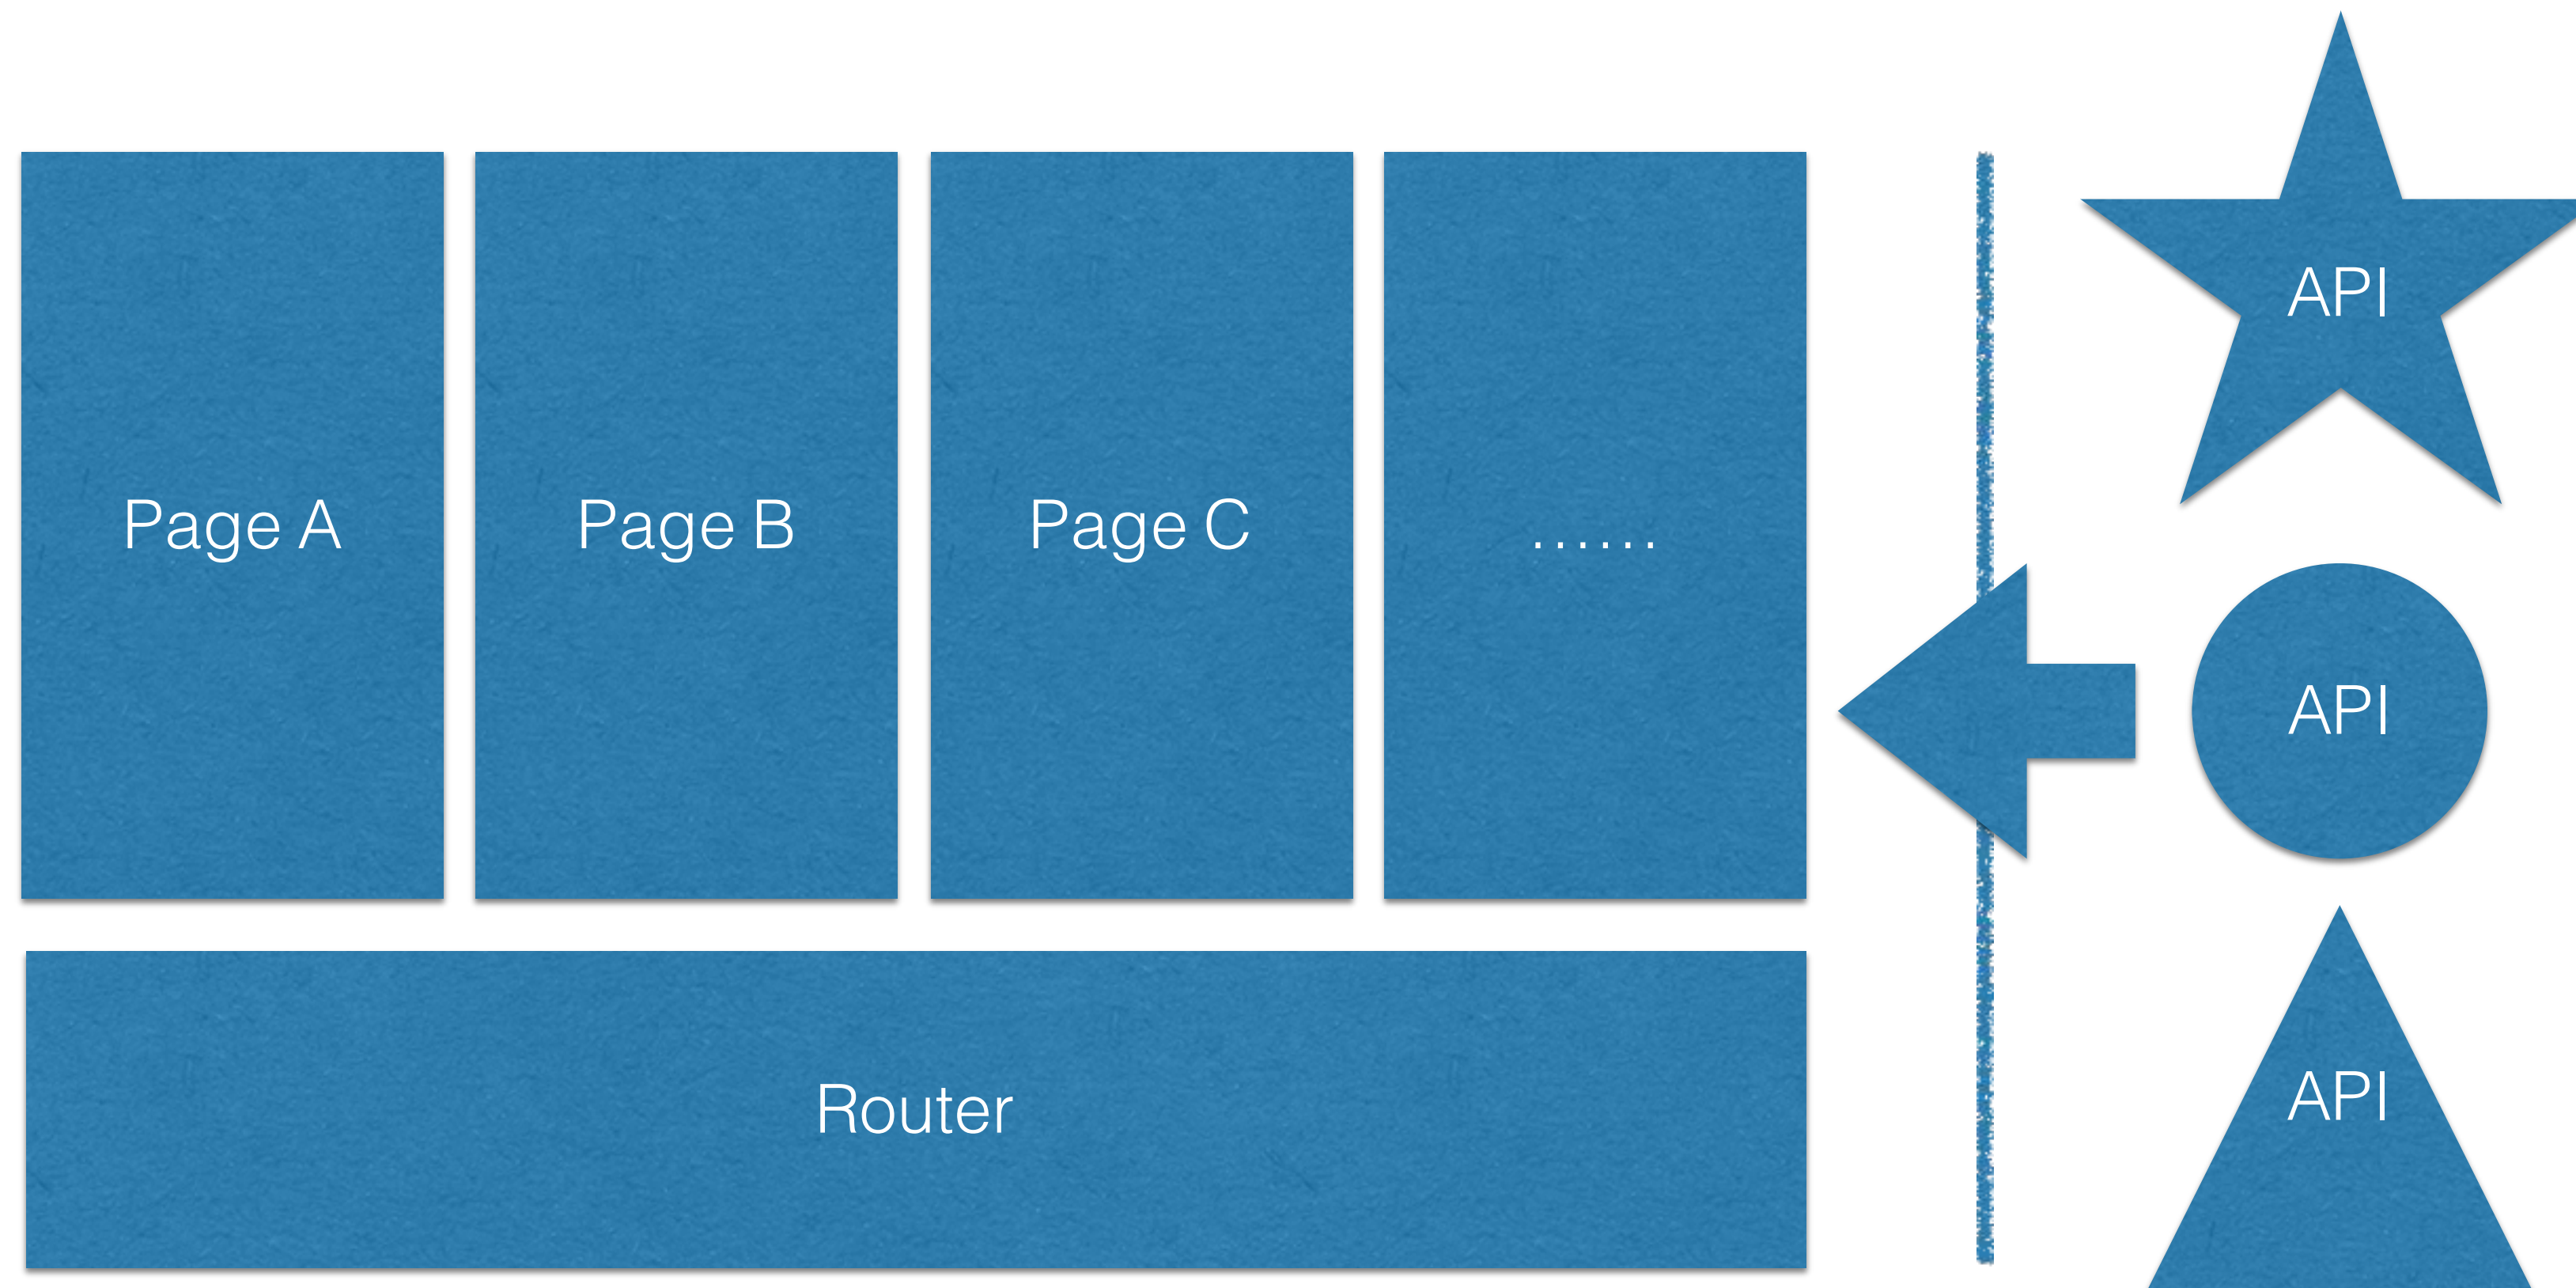 Page A
Page B
Page C
......
Router
API
API
API